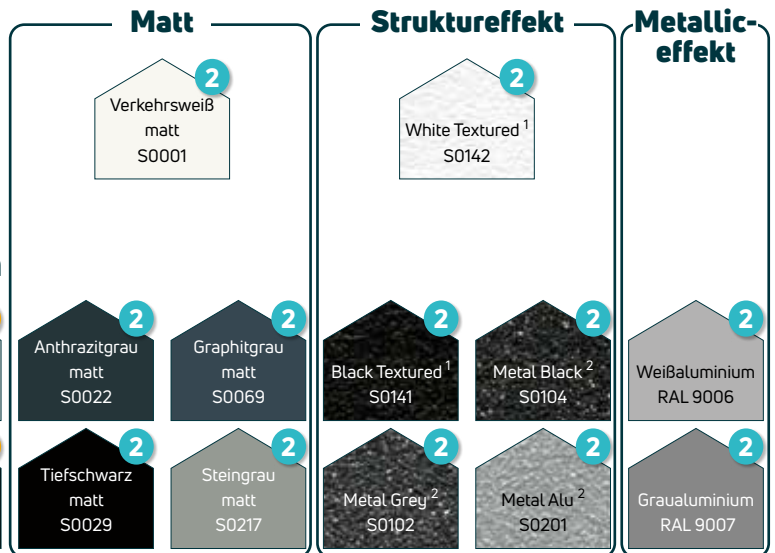 Matt
2
Verkehrsweiß
matt
S0001
2
Anthrazitgrau
matt
S0022
2
Graphitgrau
matt
S0069
2
Tiefschwarz
matt
S0029
2
Steingrau
matt
S0217
Struktureffekt
2
White Textured ¹
S0142
2
Black Textured ¹
S0141
2
Metal Black ²
S0104
2
Metal Grey ²
S0102
2
Metal Alu ²
S0201
Metallic-
effekt
2
Weißaluminium
RAL 9006
2
Graualuminium
RAL 9007